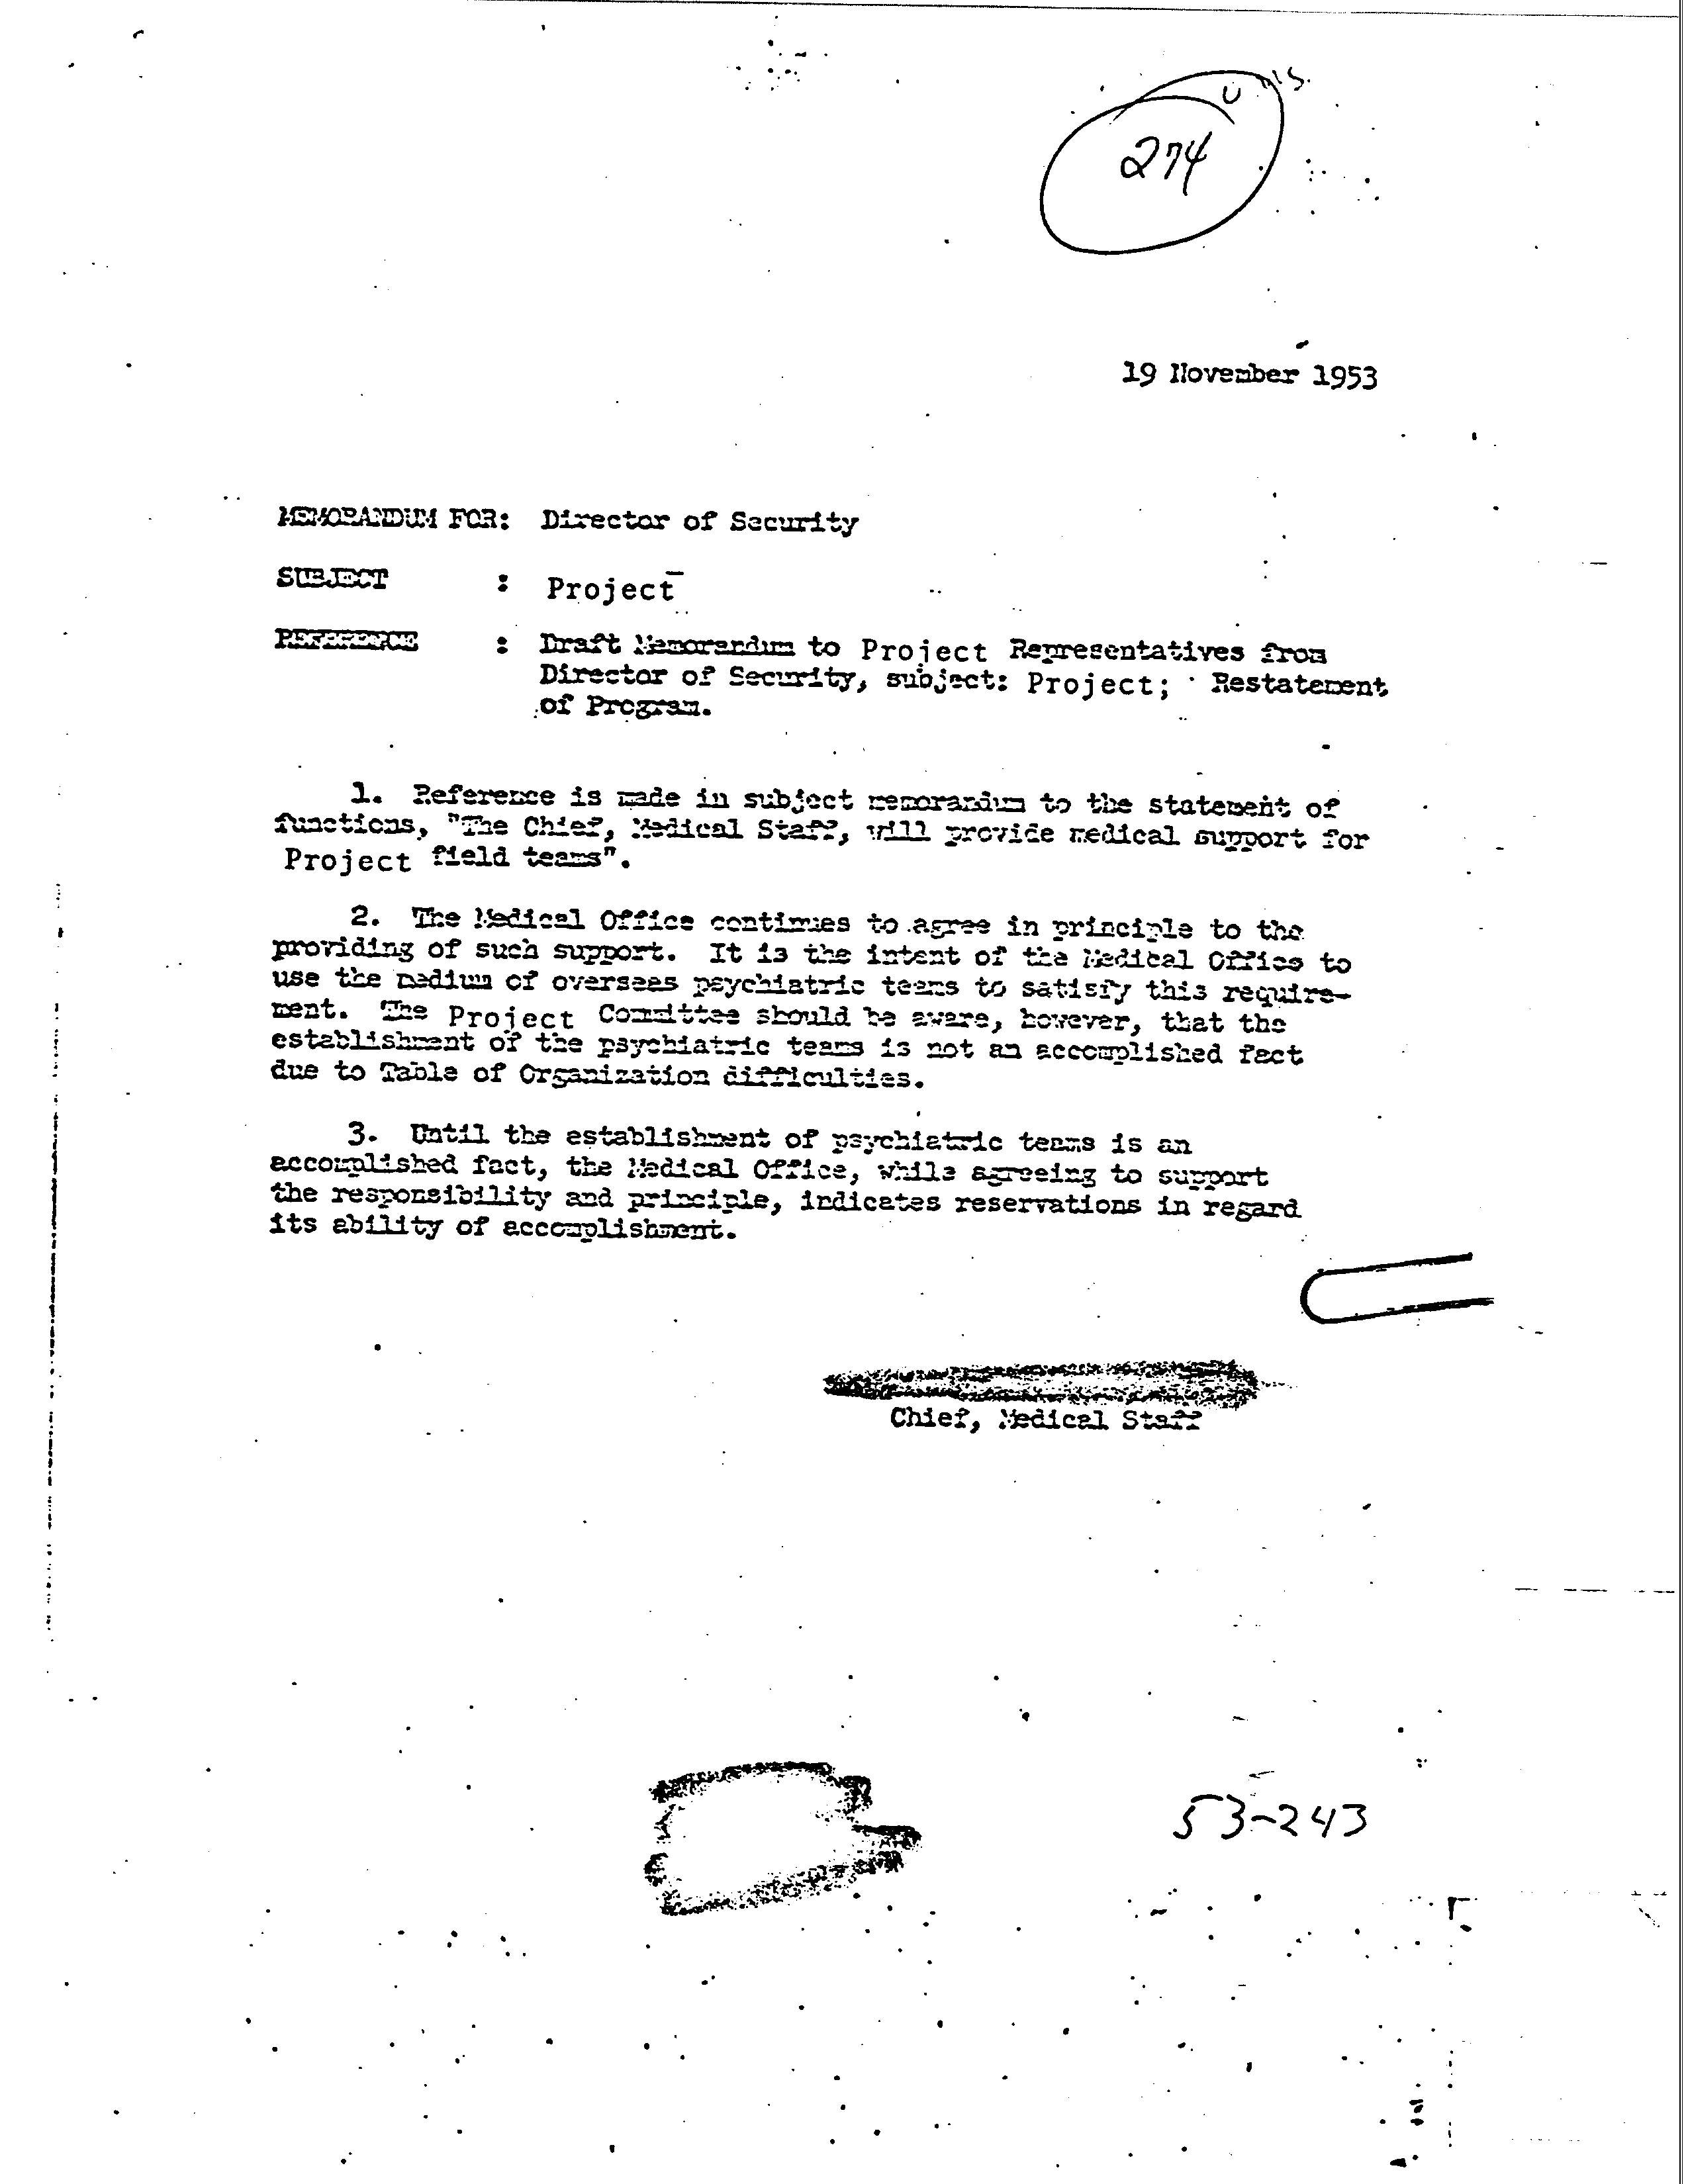 274
19 November 1953
MEMORANDUM FOR: Director of Security
SUBJECT : Project
REFERENCE : Draft Memorandum to Project Representatives from
Director of Security, subject: Project; Restatement
of Program.
1. Reference is made in subject memorandum to the statement of
functions, "The Chief, Medical Staff, will provide medical support for
Project field teams".
2. The Medical Office continues to agree in principle to the
providing of such support. It is the intent of the Medical Office to
use the medium of overseas psychiatric teams to satisfy this require-
ment. The Project Committee should be aware, however, that the
establishment of the psychiatric teams is not an accomplished fact
due to Table of Organization difficulties.
3. Until the establishment of psychiatric teams is an
accomplished fact, the Medical Office, while agreeing to support
the responsibility and principle, indicates reservations in regard
its ability of accomplishment.
Chief, Medical Staff
53-243